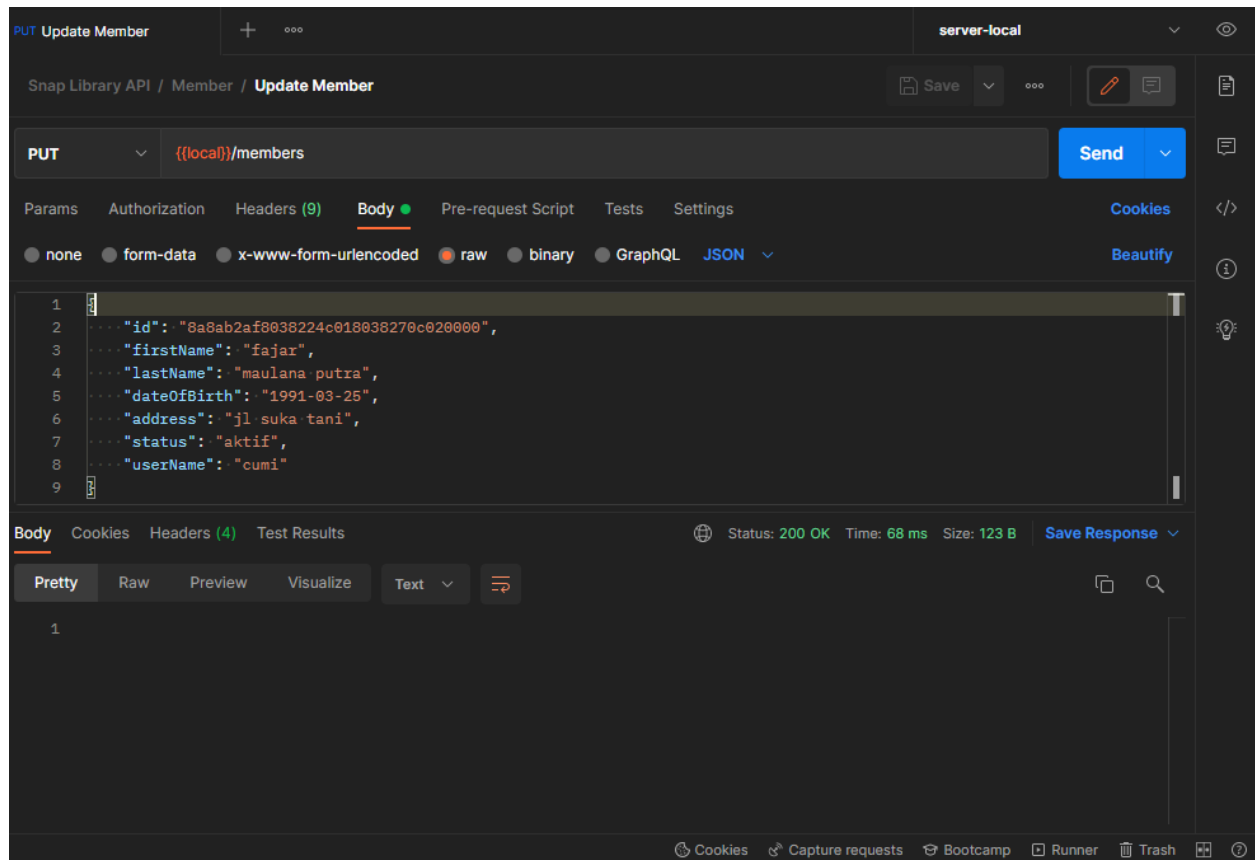 PUT Update Member
server-local
Snap Library API / Member / Update Member
Save
PUT
{{local}}/members
Send
Params Authorization Headers (9) Body Pre-request Script Tests Settings Cookies
none form-data x-www-form-urlencoded raw binary GraphQL JSON Beautify
1 {
2 "id": "8a8ab2af8038224c018038270c020000",
3 "firstName": "fajar",
4 "lastName": "maulana putra",
5 "dateOfBirth": "1991-03-25",
6 "address": "jl suka tani",
7 "status": "aktif",
8 "userName": "cumi"
9 }
Body Cookies Headers (4) Test Results Status: 200 OK Time: 68 ms Size: 123 B Save Response
Pretty Raw Preview Visualize Text
1
Cookies Capture requests Bootcamp Runner Trash